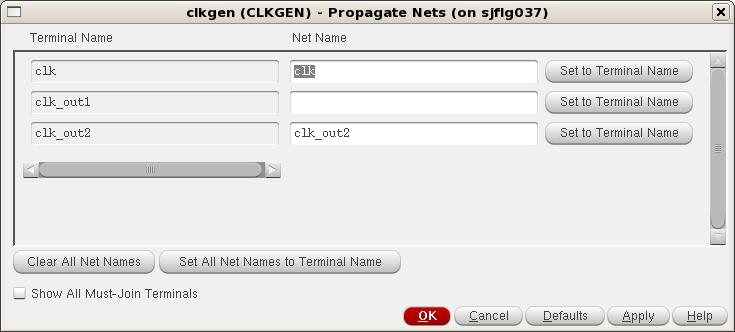 clkgen (CLKGEN) - Propagate Nets (on sjflg037)
Terminal Name Net Name
clk clk Set to Terminal Name
clk_out1 Set to Terminal Name
clk_out2 clk_out2 Set to Terminal Name
Clear All Net Names Set All Net Names to Terminal Name
Show All Must-Join Terminals
OK Cancel Defaults Apply Help